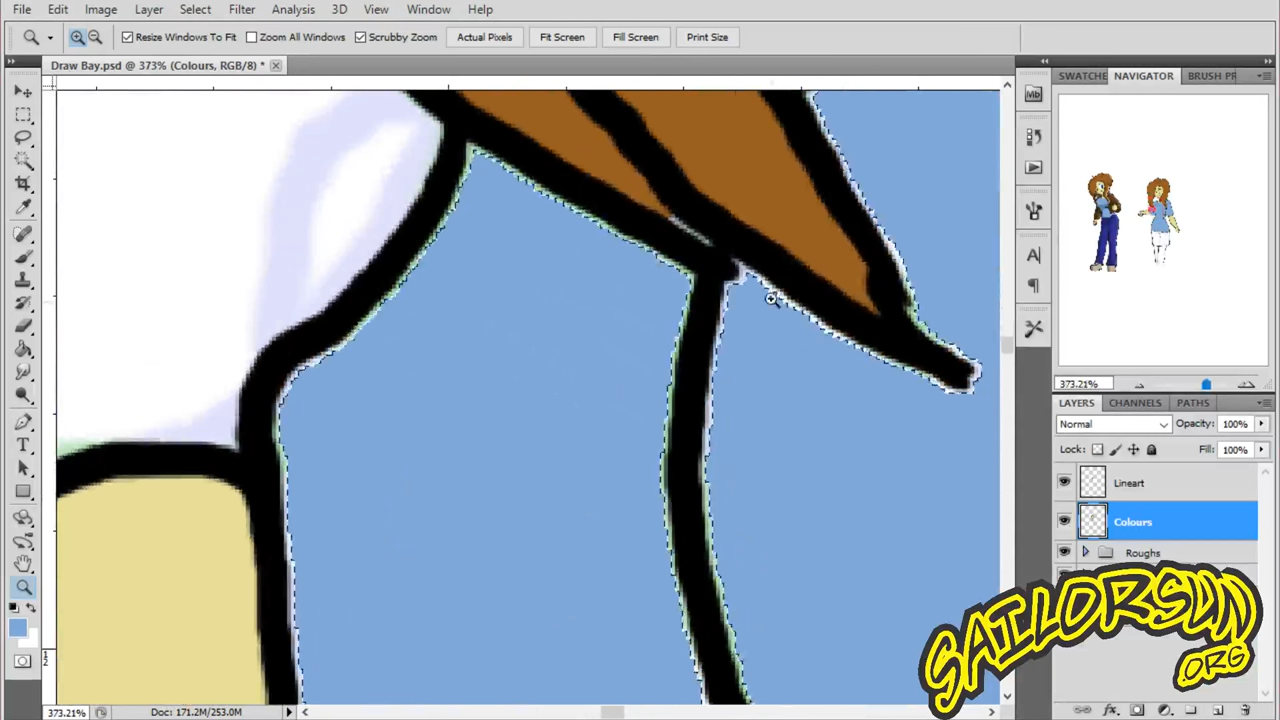 File Edit Image Layer Select Filter Analysis 3D View Window Help
Resize Windows To Fit Zoom All Windows Scrubby Zoom Actual Pixels Fit Screen Fill Screen Print Size
Draw Bay.psd @ 373% (Colours, RGB/8) *
SWATCHE NAVIGATOR BRUSH PR
Mb
373.21%
LAYERS CHANNELS PATHS
Normal Opacity: 100%
Lock: Fill: 100%
Lineart
Colours
Roughs
SAILORSUN
.ORG
1
2
373.21% Doc: 171.2M/253.0M